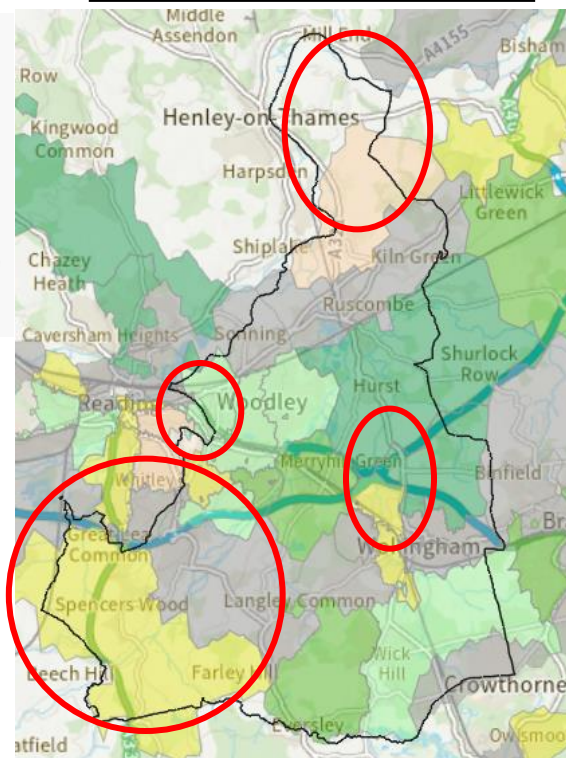 Middle
Assendon
Mill End
A4155
Bisham
Row
Henley-on-Thames
Kingwood
Common
Harpsden
Littlewick
Green
Shiplake
Kiln Green
Chazey
Heath
Ruscombe
Caversham Heights
Sonning
Shurlock
Row
Hurst
Reading
Woodley
Merryhill Green
Binfield
Whitley
Wokingham
Common
Spencers Wood
Langley Common
Wick
Hill
Beech Hill
Farley Hill
Crowthorne
Eversley
atfield
Owlsmoo